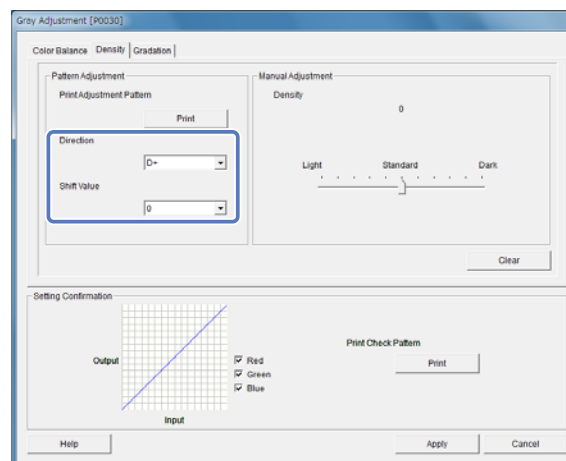 Grey Adjustment [P0030]
Color Balance Density Gradation
Pattern Adjustment
Print Adjustment Pattern
Print
Direction
D+
Shift Value
0
Manual Adjustment
Density
0
Light Standard Dark
Clear
Setting Confirmation
Output
Input
Red
Green
Blue
Print Check Pattern
Print
Help Apply Cancel